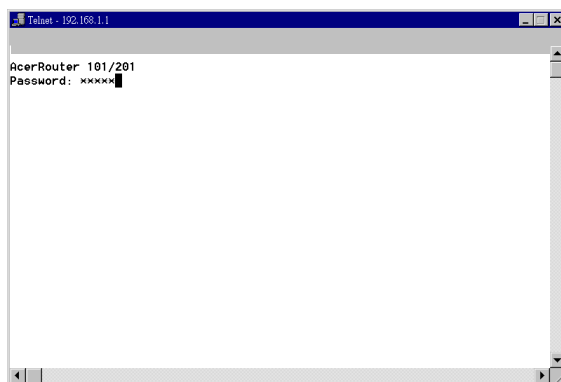 Telnet - 192.168.1.1
AcerRouter 101/201
Password: *****